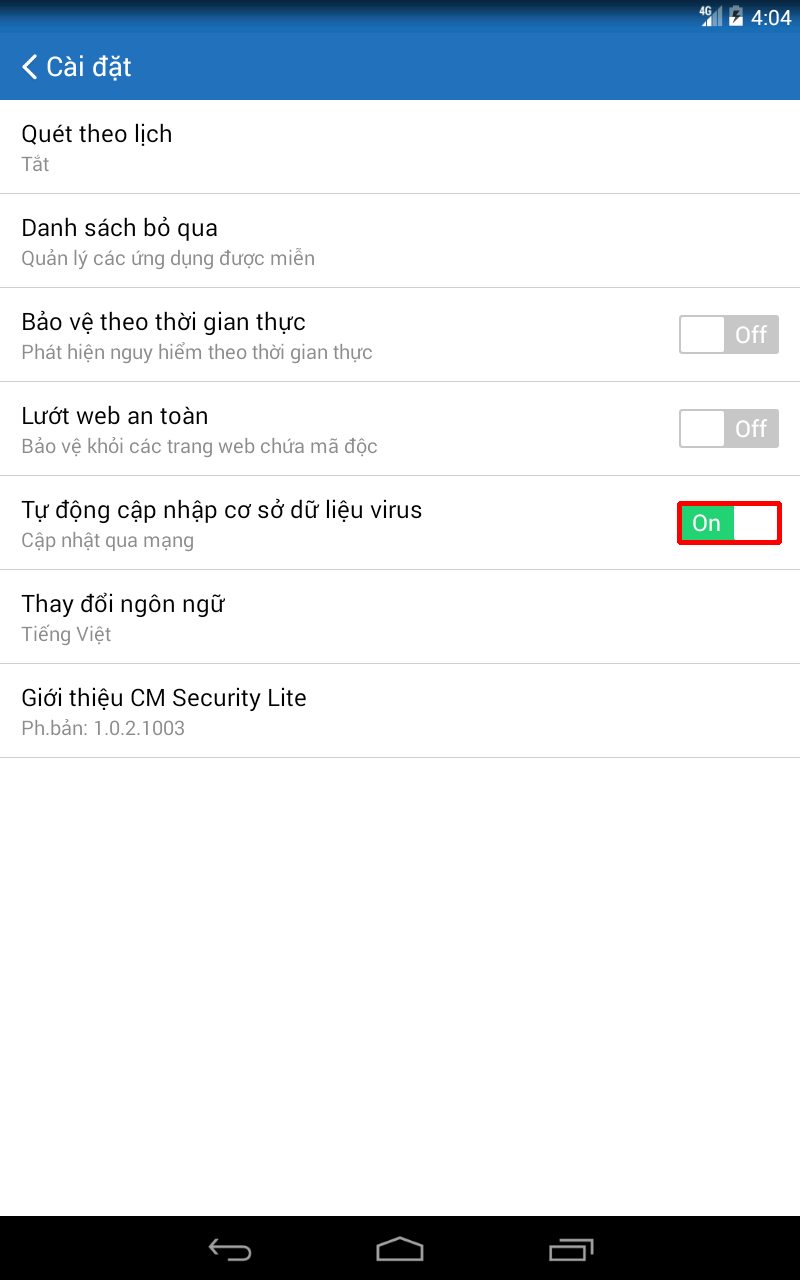 4G 4:04
Cài đặt
Quét theo lịch
Tắt
Danh sách bỏ qua
Quản lý các ứng dụng được miễn
Bảo vệ theo thời gian thực
Phát hiện nguy hiểm theo thời gian thực
Off
Lướt web an toàn
Bảo vệ khỏi các trang web chứa mã độc
Off
Tự động cập nhập cơ sở dữ liệu virus
Cập nhật qua mạng
On
Thay đổi ngôn ngữ
Tiếng Việt
Giới thiệu CM Security Lite
Ph.bản: 1.0.2.1003